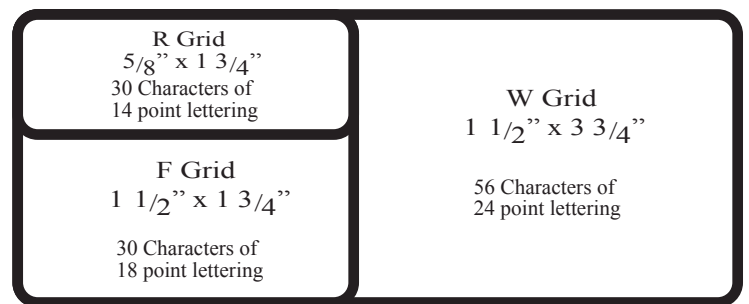 R Grid
5/8” x 1 3/4”
30 Characters of
14 point lettering
F Grid
1 1/2” x 1 3/4”
30 Characters of
18 point lettering
W Grid
1 1/2” x 3 3/4”
56 Characters of
24 point lettering